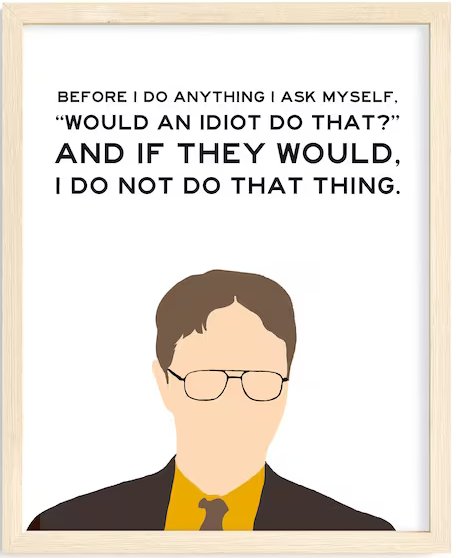 BEFORE I DO ANYTHING I ASK MYSELF,
“WOULD AN IDIOT DO THAT?”
AND IF THEY WOULD,
I DO NOT DO THAT THING.